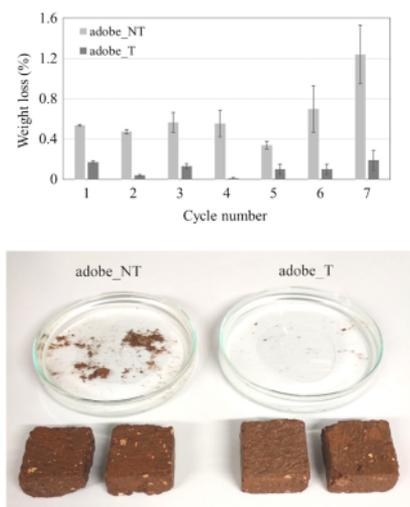 1.6
adobe_NT
adobe_T
1.2
0.8
0.4
0
Weight loss (%)
1 2 3 4 5 6 7
Cycle number
adobe_NT adobe_T